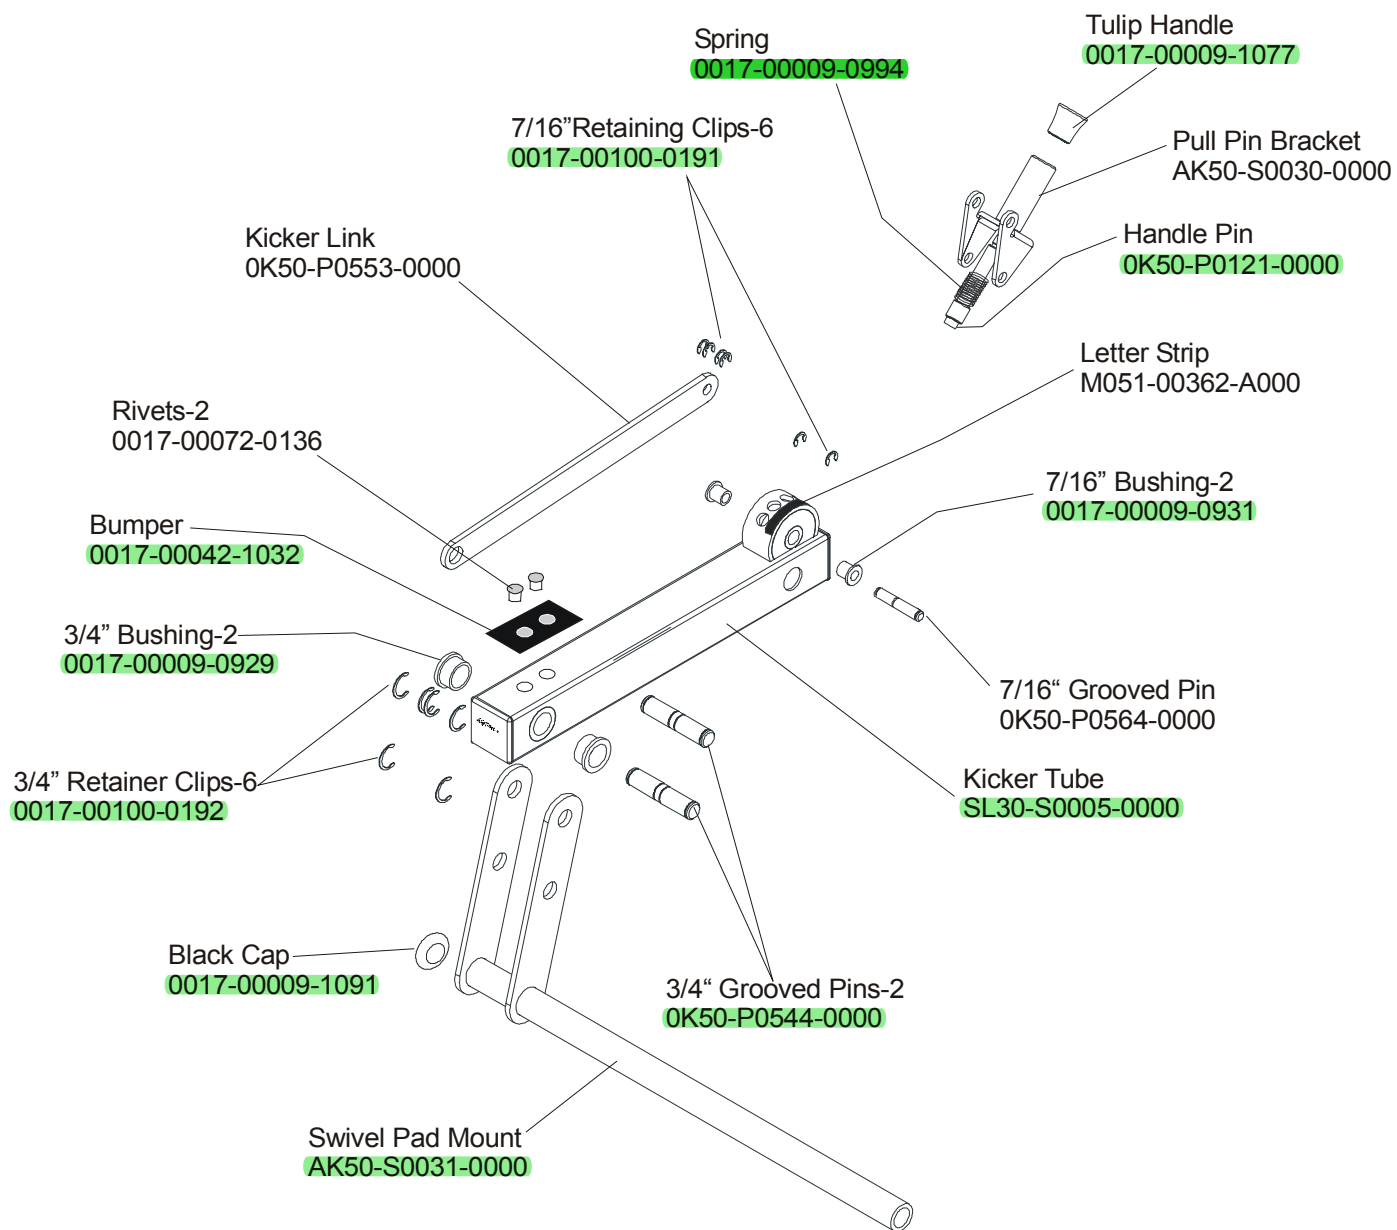 Tulip Handle
0017-00009-1077
Spring
0017-00009-0994
7/16”Retaining Clips-6
0017-00100-0191
Pull Pin Bracket
AK50-S0030-0000
Kicker Link
0K50-P0553-0000
Handle Pin
0K50-P0121-0000
Letter Strip
M051-00362-A000
Rivets-2
0017-00072-0136
7/16” Bushing-2
0017-00009-0931
Bumper
0017-00042-1032
3/4” Bushing-2
0017-00009-0929
7/16“ Grooved Pin
0K50-P0564-0000
3/4” Retainer Clips-6
0017-00100-0192
Kicker Tube
SL30-S0005-0000
Black Cap
0017-00009-1091
3/4“ Grooved Pins-2
0K50-P0544-0000
Swivel Pad Mount
AK50-S0031-0000